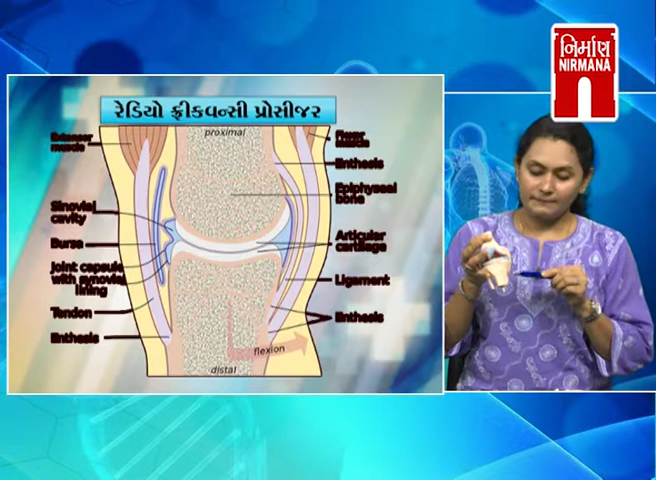 નિર્માણ
NIRMANA
રેડિયો ફ્રીકવન્સી પ્રોસીજર
proximal
Extensor
muscle
Flexor
muscle
Enthesis
Epiphyseal
bone
Sinovial
cavity
Articular
cartilage
Bursa
Joint capsule
with synovial
lining
Ligament
Tendon
Enthesis
Enthesis
flexion
distal